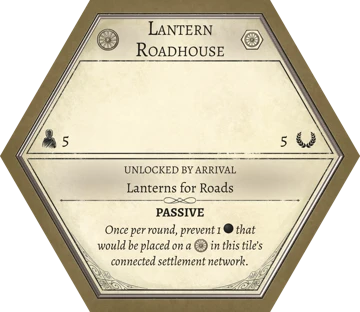 Lantern
Roadhouse
5 5
UNLOCKED BY ARRIVAL
Lanterns for Roads
PASSIVE
Once per round, prevent 1 that
would be placed on a in this tile's
connected settlement network.